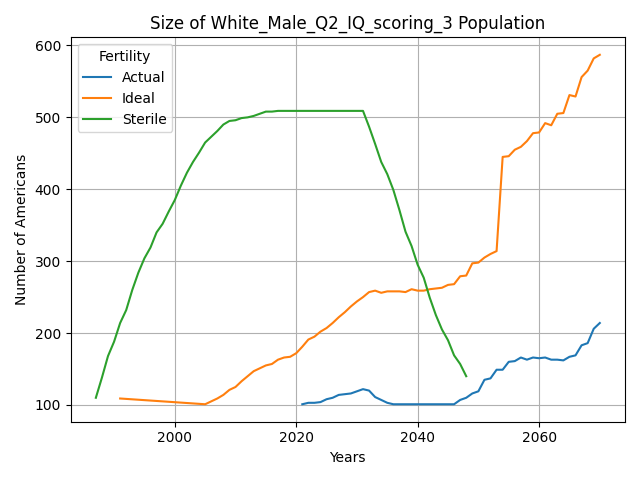 Size of White_Male_Q2_IQ_scoring_3 Population
Fertility
Actual
Ideal
Sterile
Number of Americans
600
500
400
300
200
100
2000
2020
2040
2060
Years